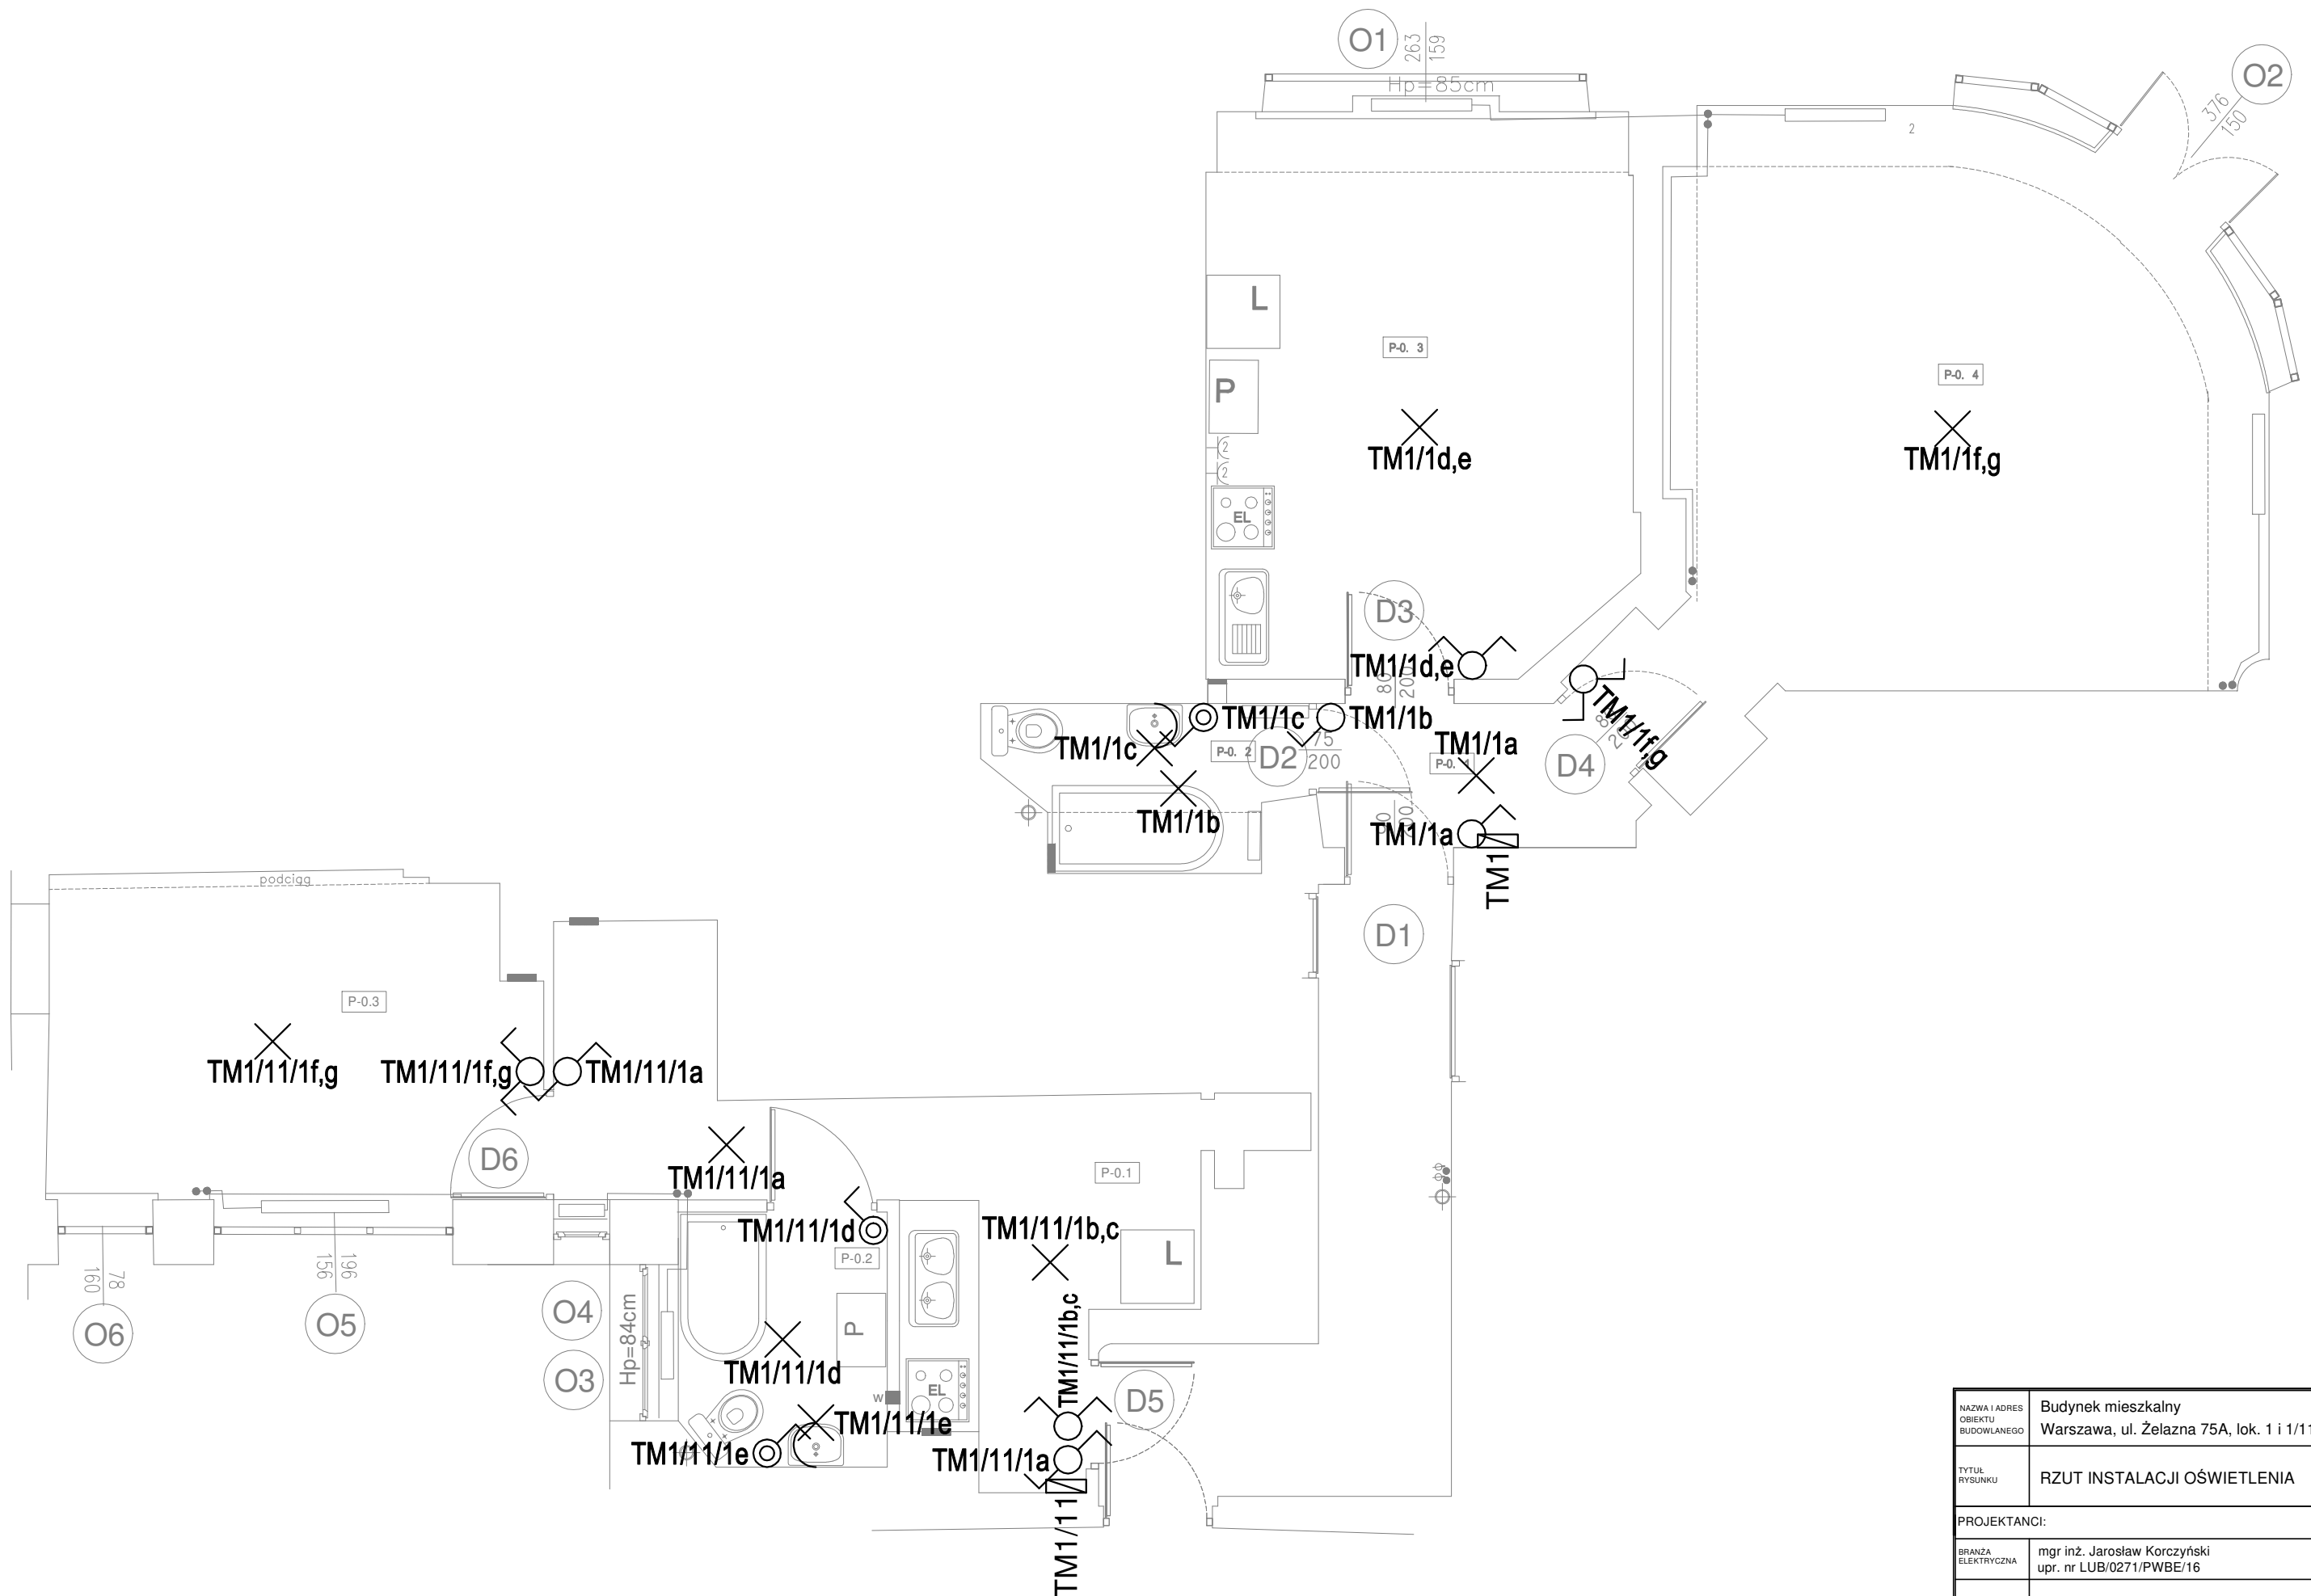 O1
263
159
Hp=85cm
O2
376
150
2
L
P-0. 3
P
P-0. 4
2
2
TM1/1d,e
TM1/1f,g
EL
D3
TM1/1d,e
80
200
TM1/1f,g
TM1/1c
TM1/1b
TM1/1c
P-0. 2
D2
75
200
TM1/1a
P-0. 1
D4
TM1/1b
TM1/1a
TM1
podciąg
D1
P-0.3
TM1/11/1f,g
TM1/11/1f,g
TM1/11/1a
D6
TM1/11/1a
P-0.1
TM1/11/1d
P-0.2
TM1/11/1b,c
L
78
160
196
156
O6
O5
O4
O3
Hp=84cm
P
TM1/11/1d
TM1/11/1b,c
EL
w
D5
TM1/11/1e
TM1/11/1e
TM1/11/1a
TM1/11
NAZWA I ADRES
OBIEKTU
BUDOWLANEGO
Budynek mieszkalny
Warszawa, ul. Żelazna 75A, lok. 1 i 1/11
TYTUŁ
RYSUNKU
RZUT INSTALACJI OŚWIETLENIA
PROJEKTANCI:
BRANŻA
ELEKTRYCZNA
mgr inż. Jarosław Korczyński
upr. nr LUB/0271/PWBE/16